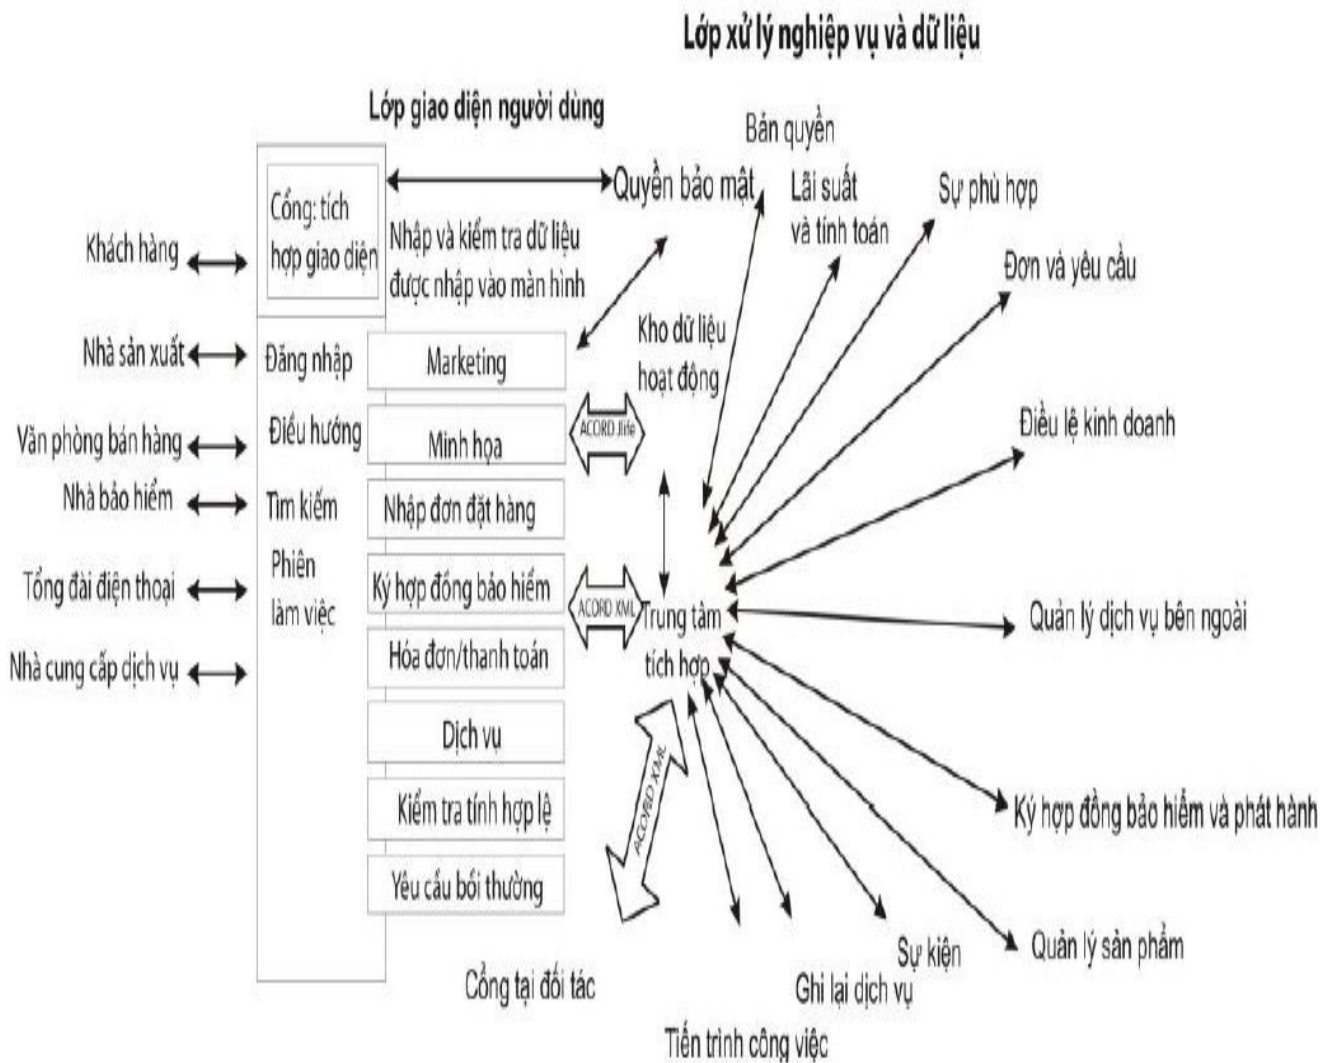 Lớp xử lý nghiệp vụ và dữ liệu
Lớp giao diện người dùng
Cổng: tích
hợp giao diện
Nhập và kiểm tra dữ liệu
được nhập vào màn hình
Khách hàng
Nhà sản xuất
Văn phòng bán hàng
Nhà bảo hiểm
Tổng đài điện thoại
Nhà cung cấp dịch vụ
Đăng nhập
Điều hướng
Tìm kiếm
Phiên
làm việc
Marketing
Minh họa
Nhập đơn đặt hàng
Ký hợp đồng bảo hiểm
Hóa đơn/thanh toán
Dịch vụ
Kiểm tra tính hợp lệ
Yêu cầu bồi thường
Quyền bảo mật
Kho dữ liệu
hoạt động
ACORD Jlife
ACORD XML
Trung tâm
tích hợp
ACORD XML
Cổng tại đối tác
Bản quyền
Lãi suất
và tính toán
Sự phù hợp
Đơn và yêu cầu
Điều lệ kinh doanh
Quản lý dịch vụ bên ngoài
Ký hợp đồng bảo hiểm và phát hành
Quản lý sản phẩm
Sự kiện
Ghi lại dịch vụ
Tiến trình công việc